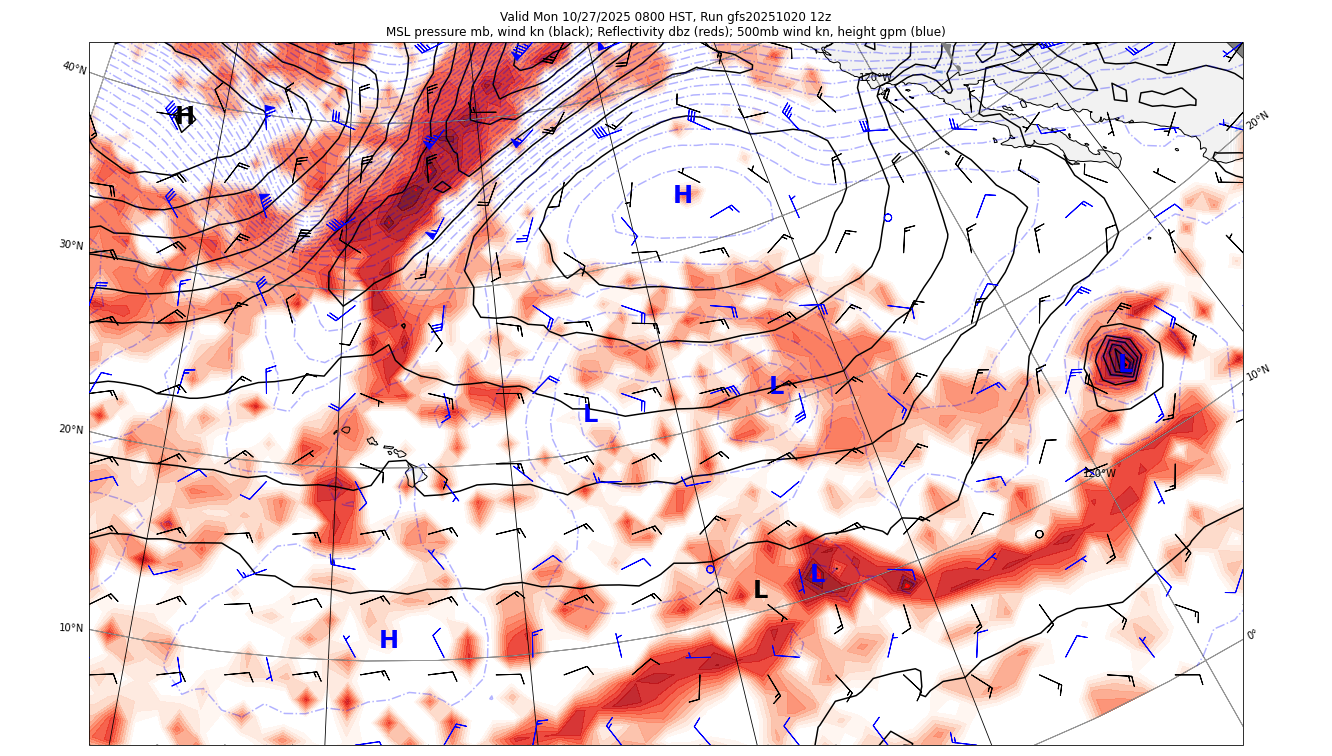 Valid Mon 10/27/2025 0800 HST, Run gfs20251020 12z
MSL pressure mb, wind kn (black); Reflectivity dbz (reds); 500mb wind kn, height gpm (blue)
40°N
120°W
H
20°N
H
30°N
L
10°N
L
L
20°N
120°W
L
L
10°N
H
0°